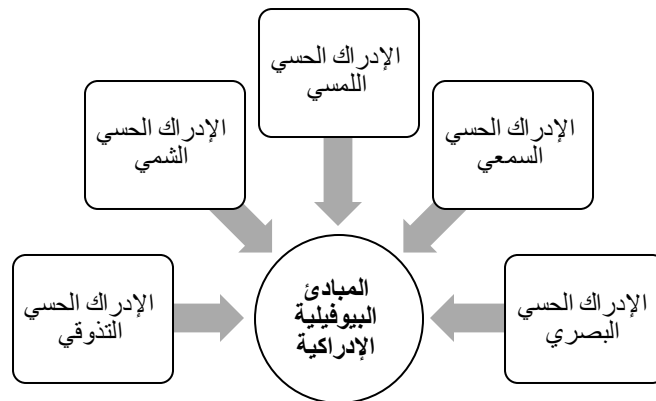 الإدراك الحسي
اللمسي
الإدراك الحسي
السمعي
الإدراك الحسي
الشمي
الإدراك الحسي
البصري
المبادئ
البيوفيلية
الإدراكية
الإدراك الحسي
التذوقي